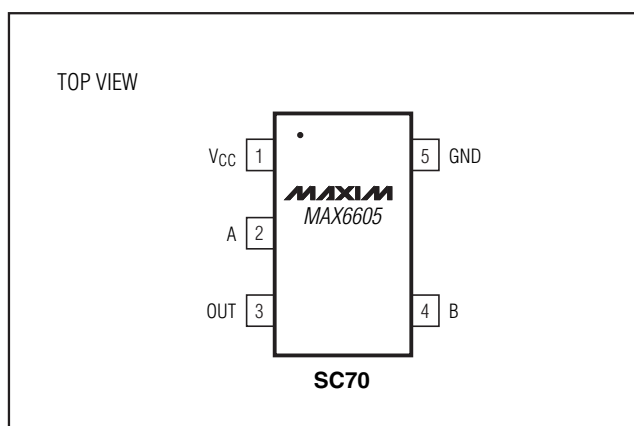 TOP VIEW
VCC 1
5 GND
MAXIM
MAX6605
A 2
OUT 3
4 B
SC70